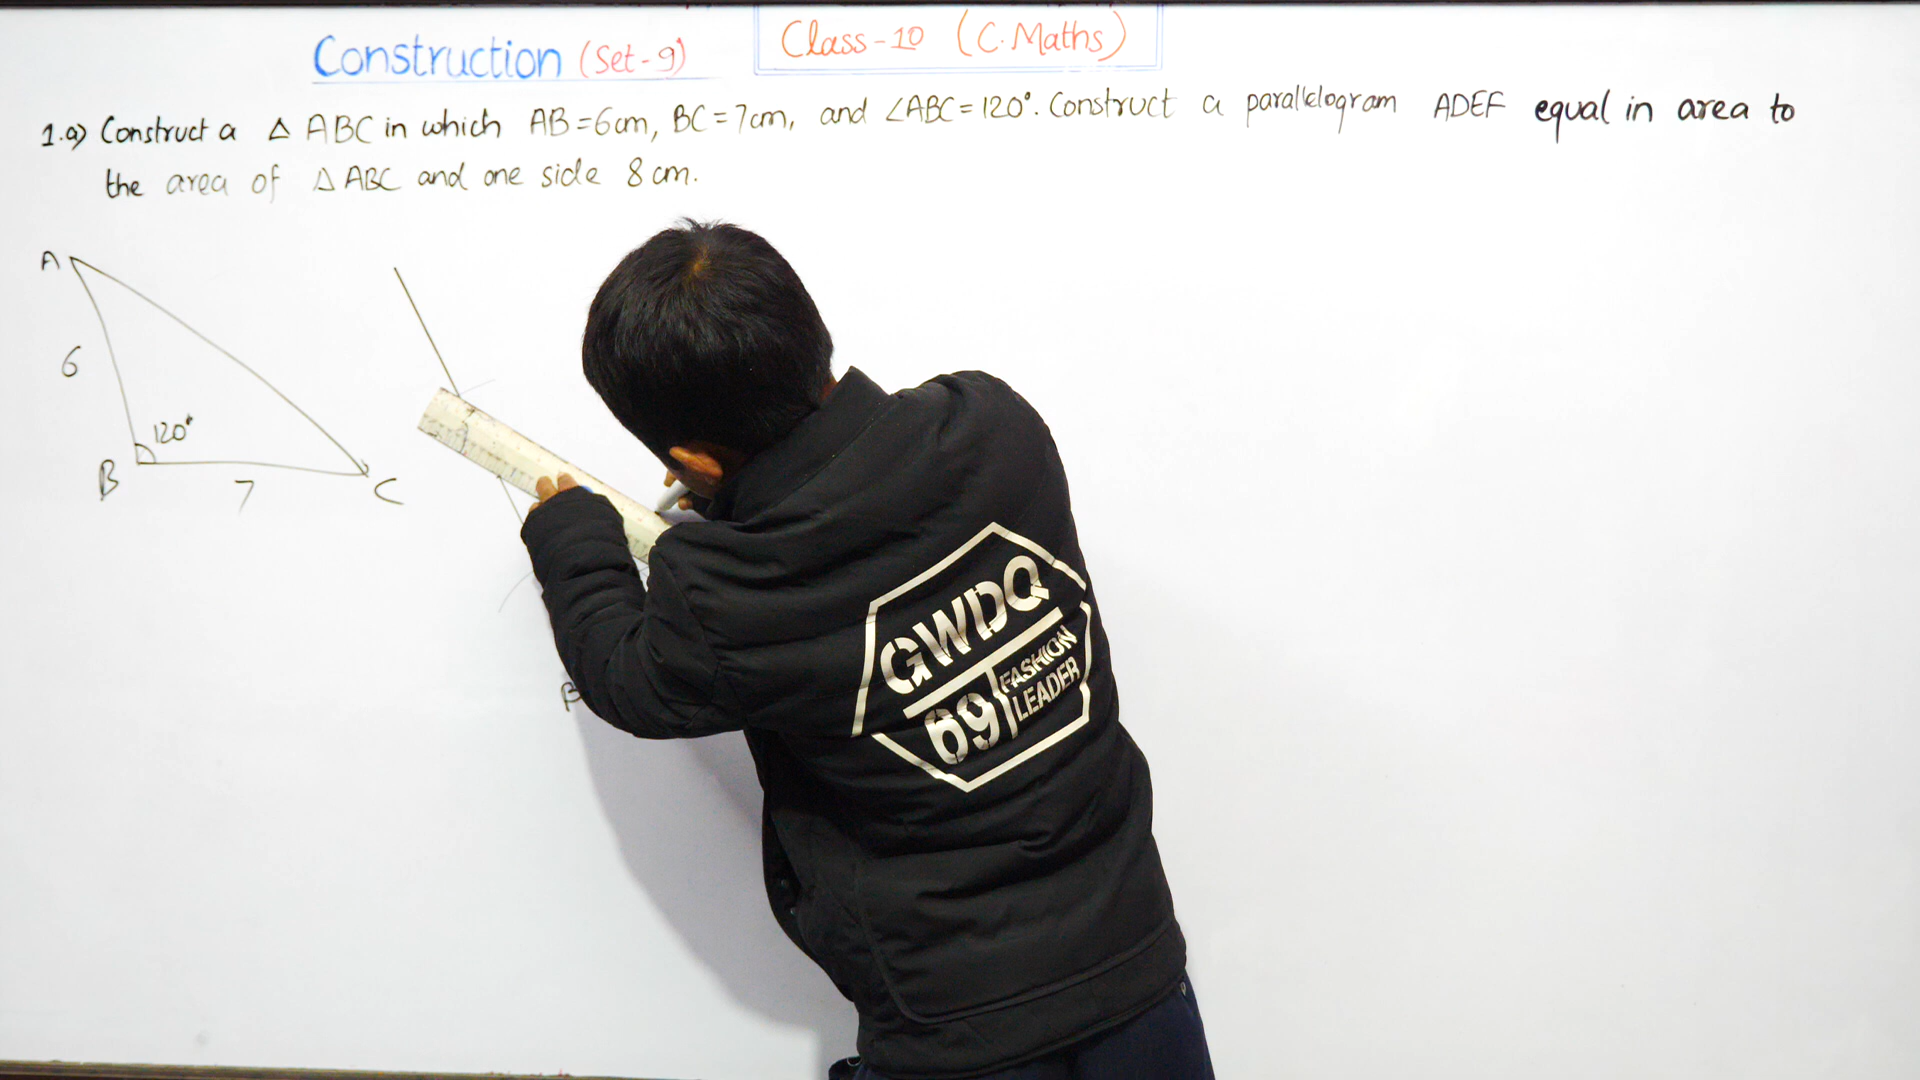 Construction (Set-9)
Class-10 (C.Maths)
1.a) Construct a △ ABC in which AB=6cm, BC=7cm, and ∠ABC=120°. Construct a parallelogram ADEF equal in area to
the area of △ABC and one side 8cm.
A
6
120°
B
7
C
B
GWDQ
69
FASHION
LEADER